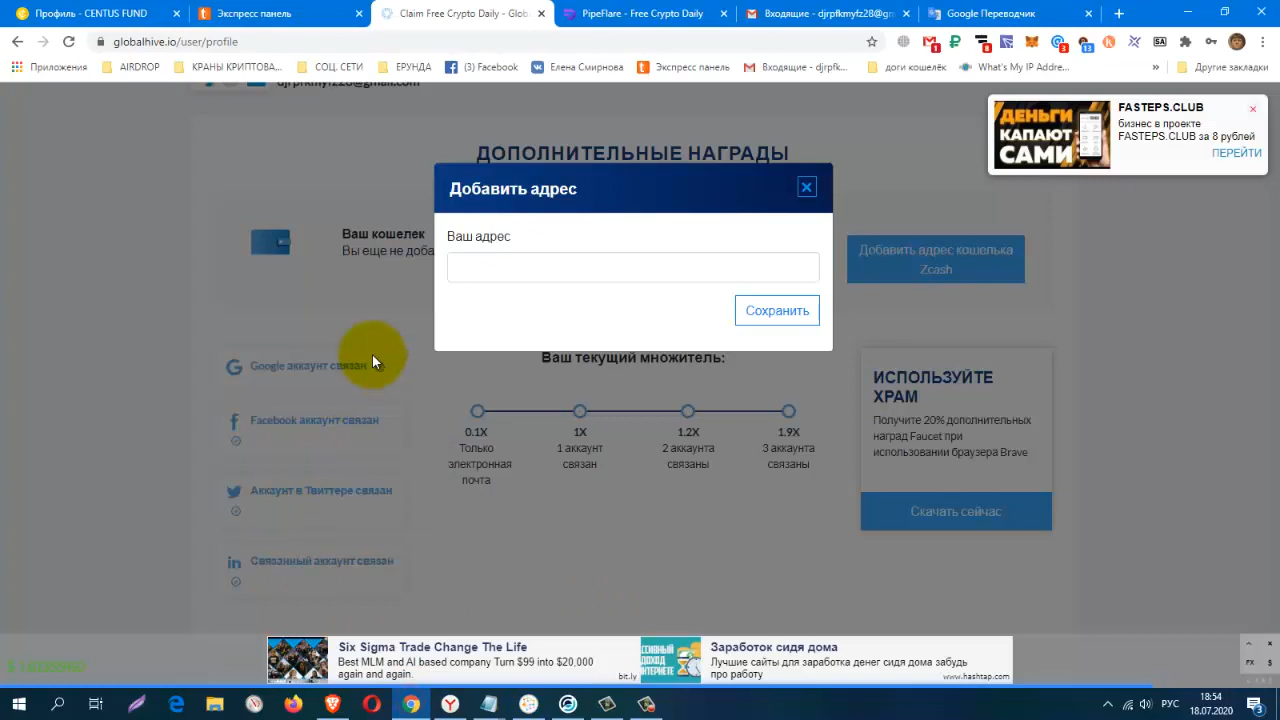 Профиль - CENTUS FUND
Экспресс панель
Claim Free Crypto Daily - Glob
PipeFlare - Free Crypto Daily
Входящие - djrpfkmyfz28@gm
Google Переводчик
globalhive.io/user/profile
Приложения
AIRDROP
КРАНЫ КРИПТОВА...
СОЦ. СЕТИ
ЕРУНДА
(3) Facebook
Елена Смирнова
Экспресс панель
Входящие - djrpfk...
доги кошелёк
What's My IP Addre...
»
Другие закладки
djrpfkmyfz28@gmail.com
ДЕНЬГИ
КАПАЮТ
САМИ
FASTEPS.CLUB
бизнес в проекте
FASTEPS.CLUB за 8 рублей
ПЕРЕЙТИ
ДОПОЛНИТЕЛЬНЫЕ НАГРАДЫ
Добавить адрес
Ваш адрес
Сохранить
Ваш кошелек
Вы еще не доба
Добавить адрес кошелька
Zcash
Google аккаунт связан
Facebook аккаунт связан
Аккаунт в Твиттере связан
Связанный аккаунт связан
Ваш текущий множитель:
0.1X
Только
электронная
почта
1X
1 аккаунт
связан
1.2X
2 аккаунта
связаны
1.9X
3 аккаунта
связаны
ИСПОЛЬЗУЙТЕ
ХРАМ
Получите 20% дополнительных
наград Faucet при
использовании браузера Brave
Скачать сейчас
Six Sigma Trade Change The Life
Best MLM and AI based company Turn $99 into $20,000
again and again.
bit.ly
Заработок сидя дома
Лучшие сайты для заработка денег сидя дома забудь
про работу
www.hashtap.com
РУС
18:54
18.07.2020